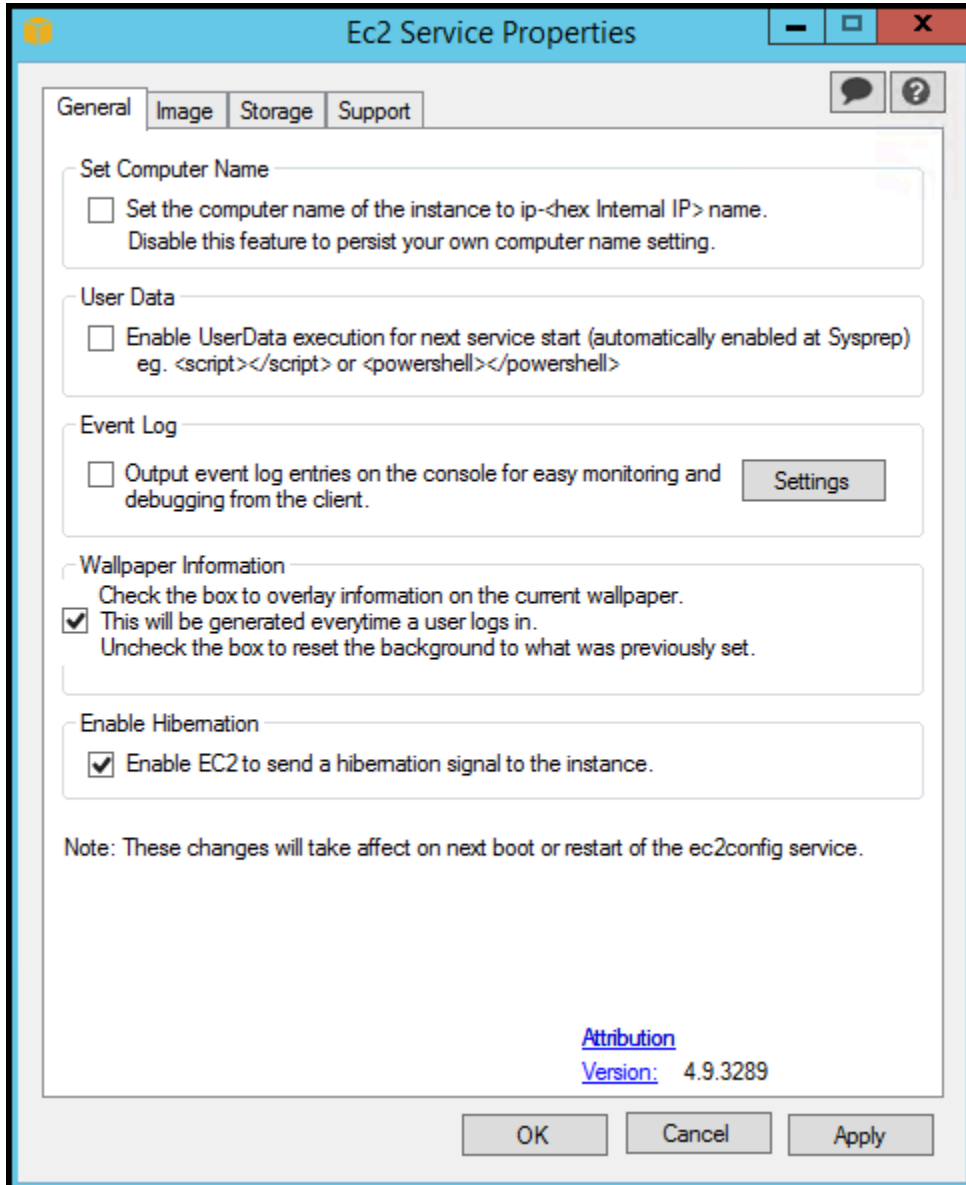 Ec2 Service Properties
General
Image
Storage
Support
Set Computer Name
Set the computer name of the instance to ip-<hex Internal IP> name.
Disable this feature to persist your own computer name setting.
User Data
Enable UserData execution for next service start (automatically enabled at Sysprep)
eg. <script></script> or <powershell></powershell>
Event Log
Output event log entries on the console for easy monitoring and
debugging from the client.
Settings
Wallpaper Information
Check the box to overlay information on the current wallpaper.
This will be generated everytime a user logs in.
Uncheck the box to reset the background to what was previously set.
Enable Hibernation
Enable EC2 to send a hibernation signal to the instance.
Note: These changes will take affect on next boot or restart of the ec2config service.
Attribution
Version: 4.9.3289
OK
Cancel
Apply